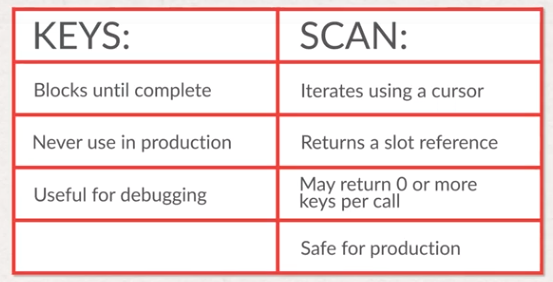 KEYS:
SCAN:
Blocks until complete
Iterates using a cursor
Never use in production
Returns a slot reference
Useful for debugging
May return 0 or more
keys per call
Safe for production